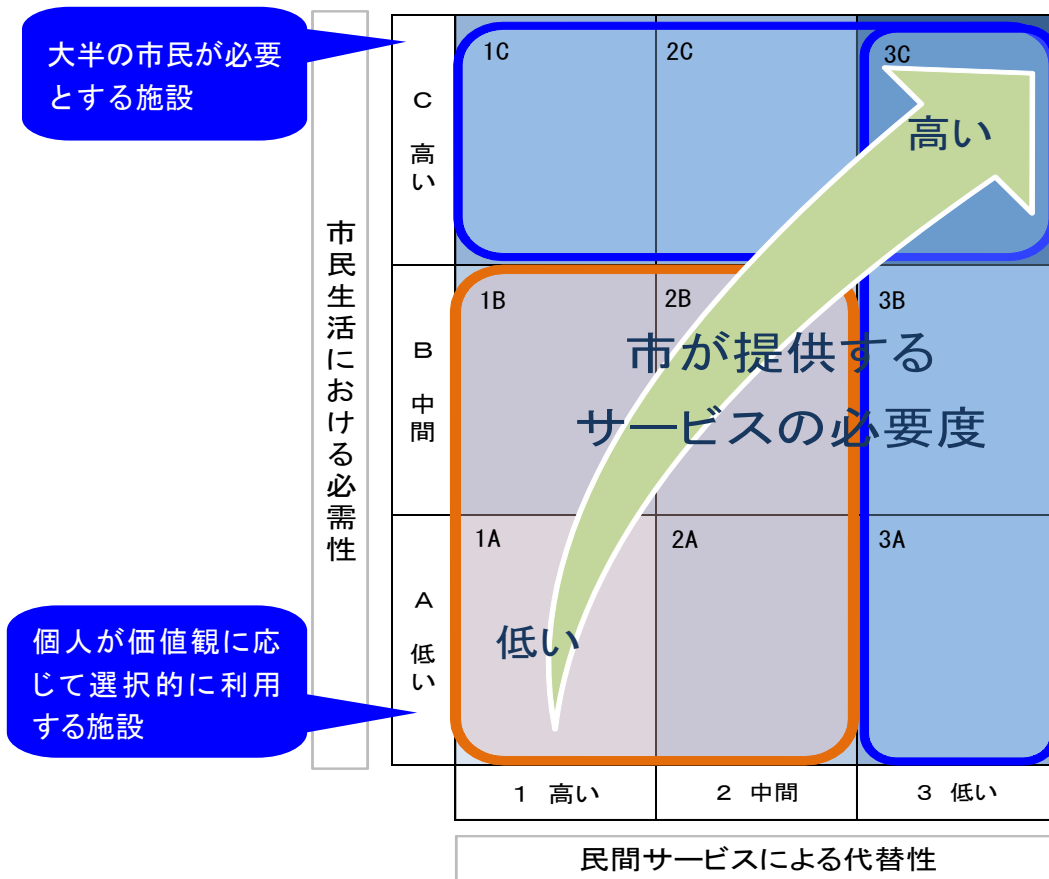 大半の市民が必要
とする施設
市民生活における必需性
C 高い
B 中間
A 低い
個人が価値観に応
じて選択的に利用
する施設
1C
2C
3C
高い
1B
2B
3B
市が提供する
サービスの必要度
1A
2A
3A
低い
1 高い
2 中間
3 低い
民間サービスによる代替性